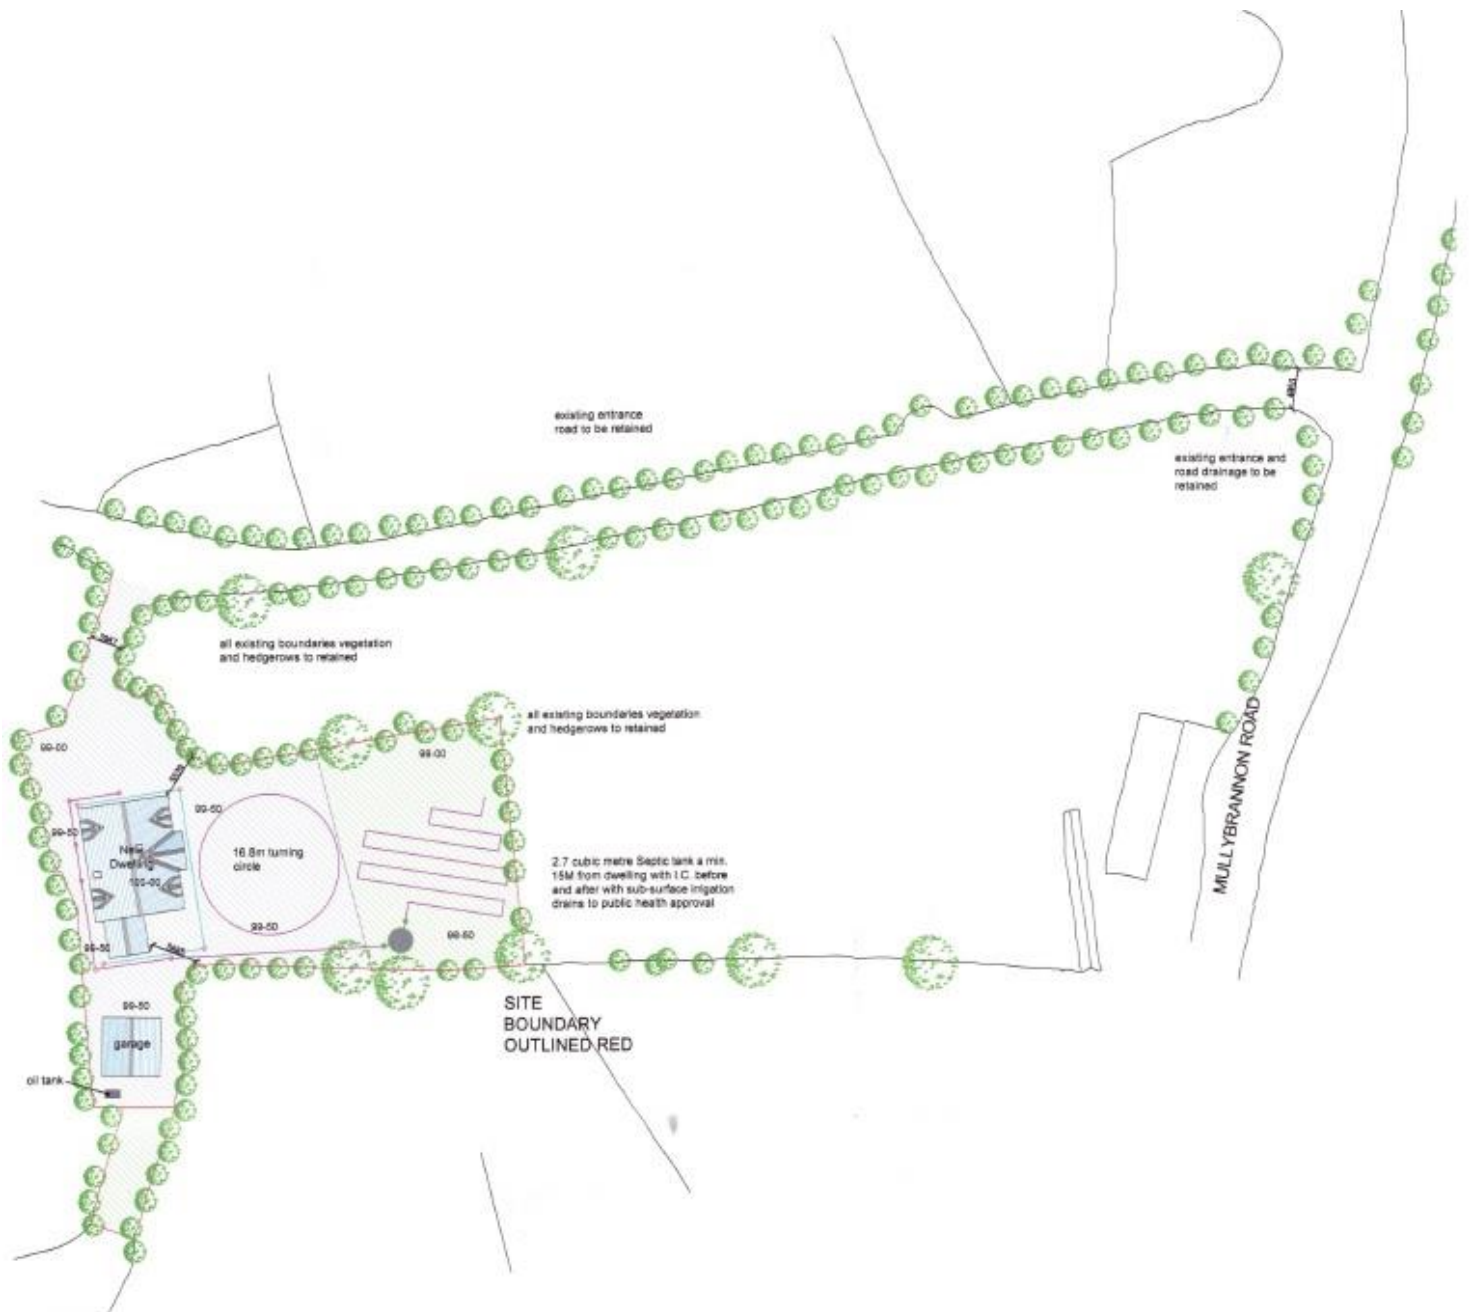 existing entrance
road to be retained
existing entrance and
road drainage to be
retained
all existing boundaries vegetation
and hedgerows to retained
all existing boundaries vegetation
and hedgerows to retained
99-00
99-00
99-50
99-50
New
Dwelling
100-00
16.8m turning
circle
2.7 cubic metre Septic tank a min.
15M from dwelling with I.C. before
and after with sub-surface irrigation
drains to public health approval
MULLYBRANNON ROAD
99-50
99-50
99-50
SITE
BOUNDARY
OUTLINED RED
99-50
garage
oil tank